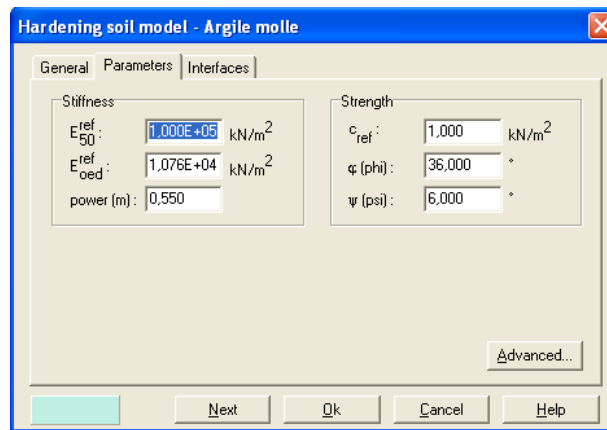 Hardening soil model - Argile molle
General Parameters Interfaces
Stiffness
E50ref : 1,000E+05 kN/m2
Eoedref : 1,076E+04 kN/m2
power (m) : 0,550
Strength
cref : 1,000 kN/m2
φ (phi) : 36,000 °
ψ (psi) : 6,000 °
Advanced...
Next Ok Cancel Help